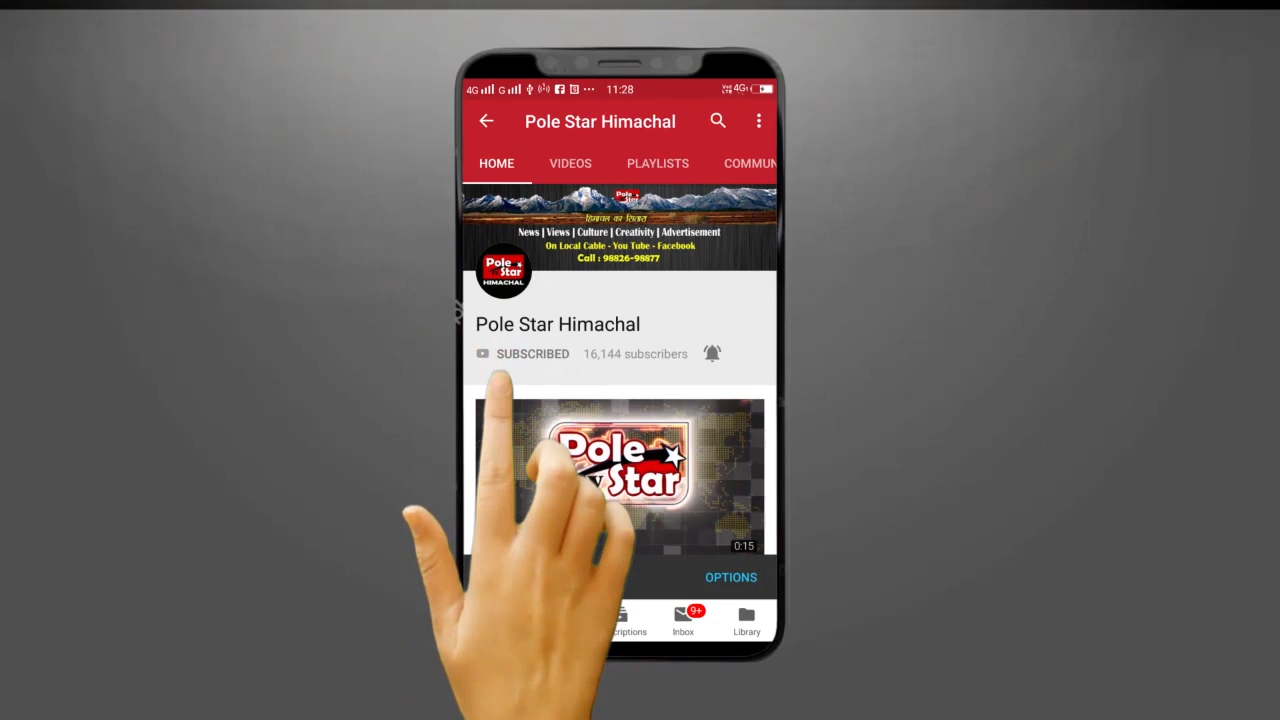 4G G 11:28 4G
Pole Star Himachal
HOME VIDEOS PLAYLISTS COMMUN
Pole Star
हिमाचल का सितारा
News | Views | Culture | Creativity | Advertisement
On Local Cable - You Tube - Facebook
Call : 98826-98877
Pole Star
HIMACHAL
Pole Star Himachal
SUBSCRIBED 16,144 subscribers
Pole
Star
0:15
OPTIONS
criptions Inbox 9+ Library